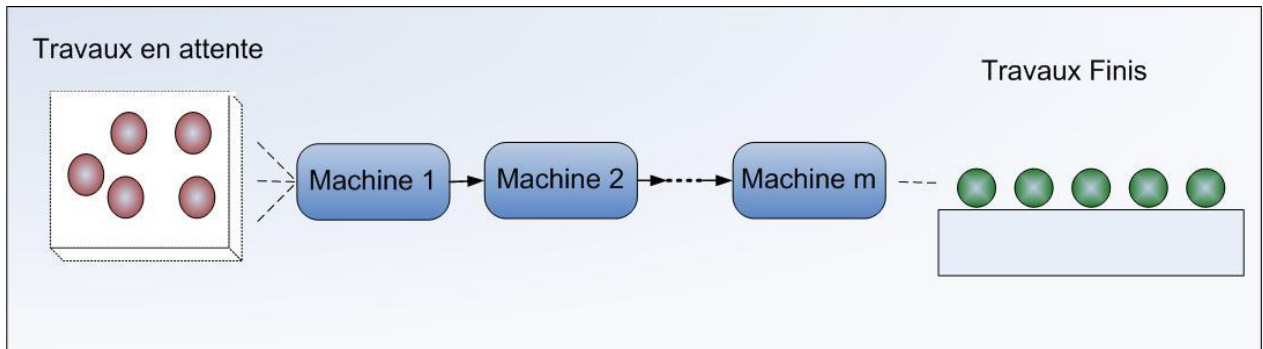 Travaux en attente
Travaux Finis
Machine 1
Machine 2
Machine m